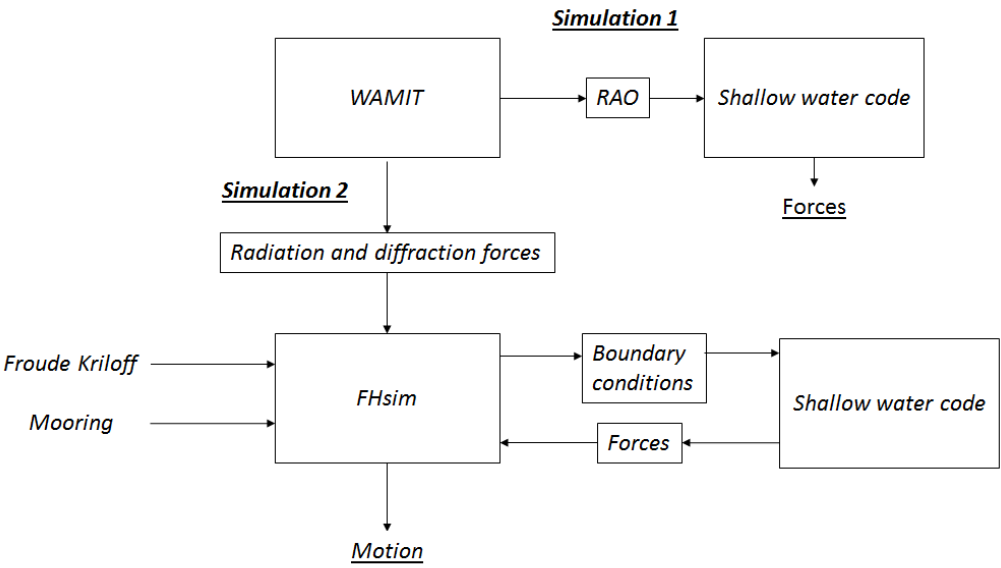 Simulation 1
WAMIT
RAO
Shallow water code
Forces
Simulation 2
Radiation and diffraction forces
Froude Kriloff
Mooring
FHsim
Boundary
conditions
Forces
Shallow water code
Motion